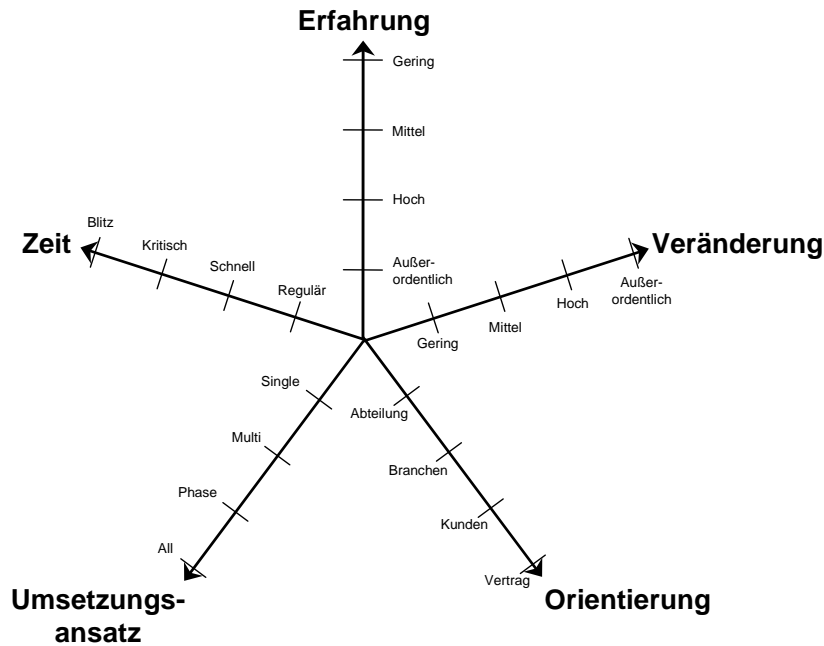 Erfahrung
Gering
Mittel
Hoch
Außer-
ordentlich
Zeit
Blitz
Kritisch
Schnell
Regulär
Veränderung
Gering
Mittel
Hoch
Außer-
ordentlich
Single
Multi
Phase
All
Umsetzungs-
ansatz
Abteilung
Branchen
Kunden
Vertrag
Orientierung